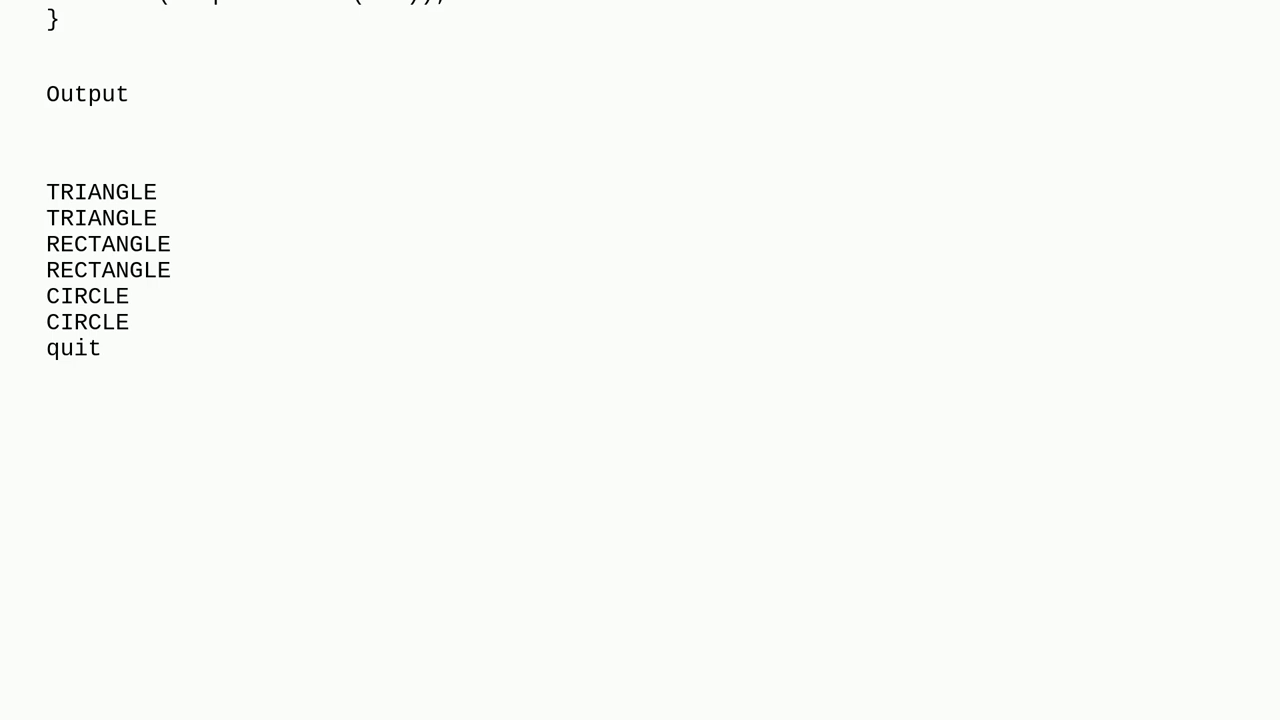 }
Output
TRIANGLE
TRIANGLE
RECTANGLE
RECTANGLE
CIRCLE
CIRCLE
quit